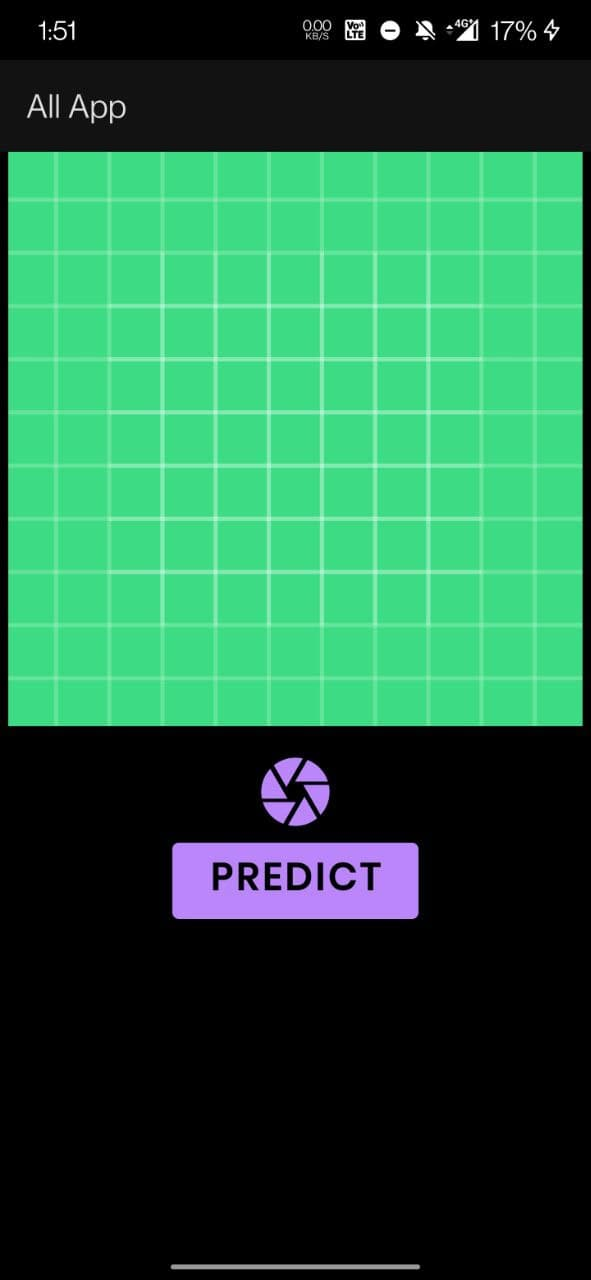 1:51 0.00 KB/S Vo LTE 4G+ 17%
All App
PREDICT